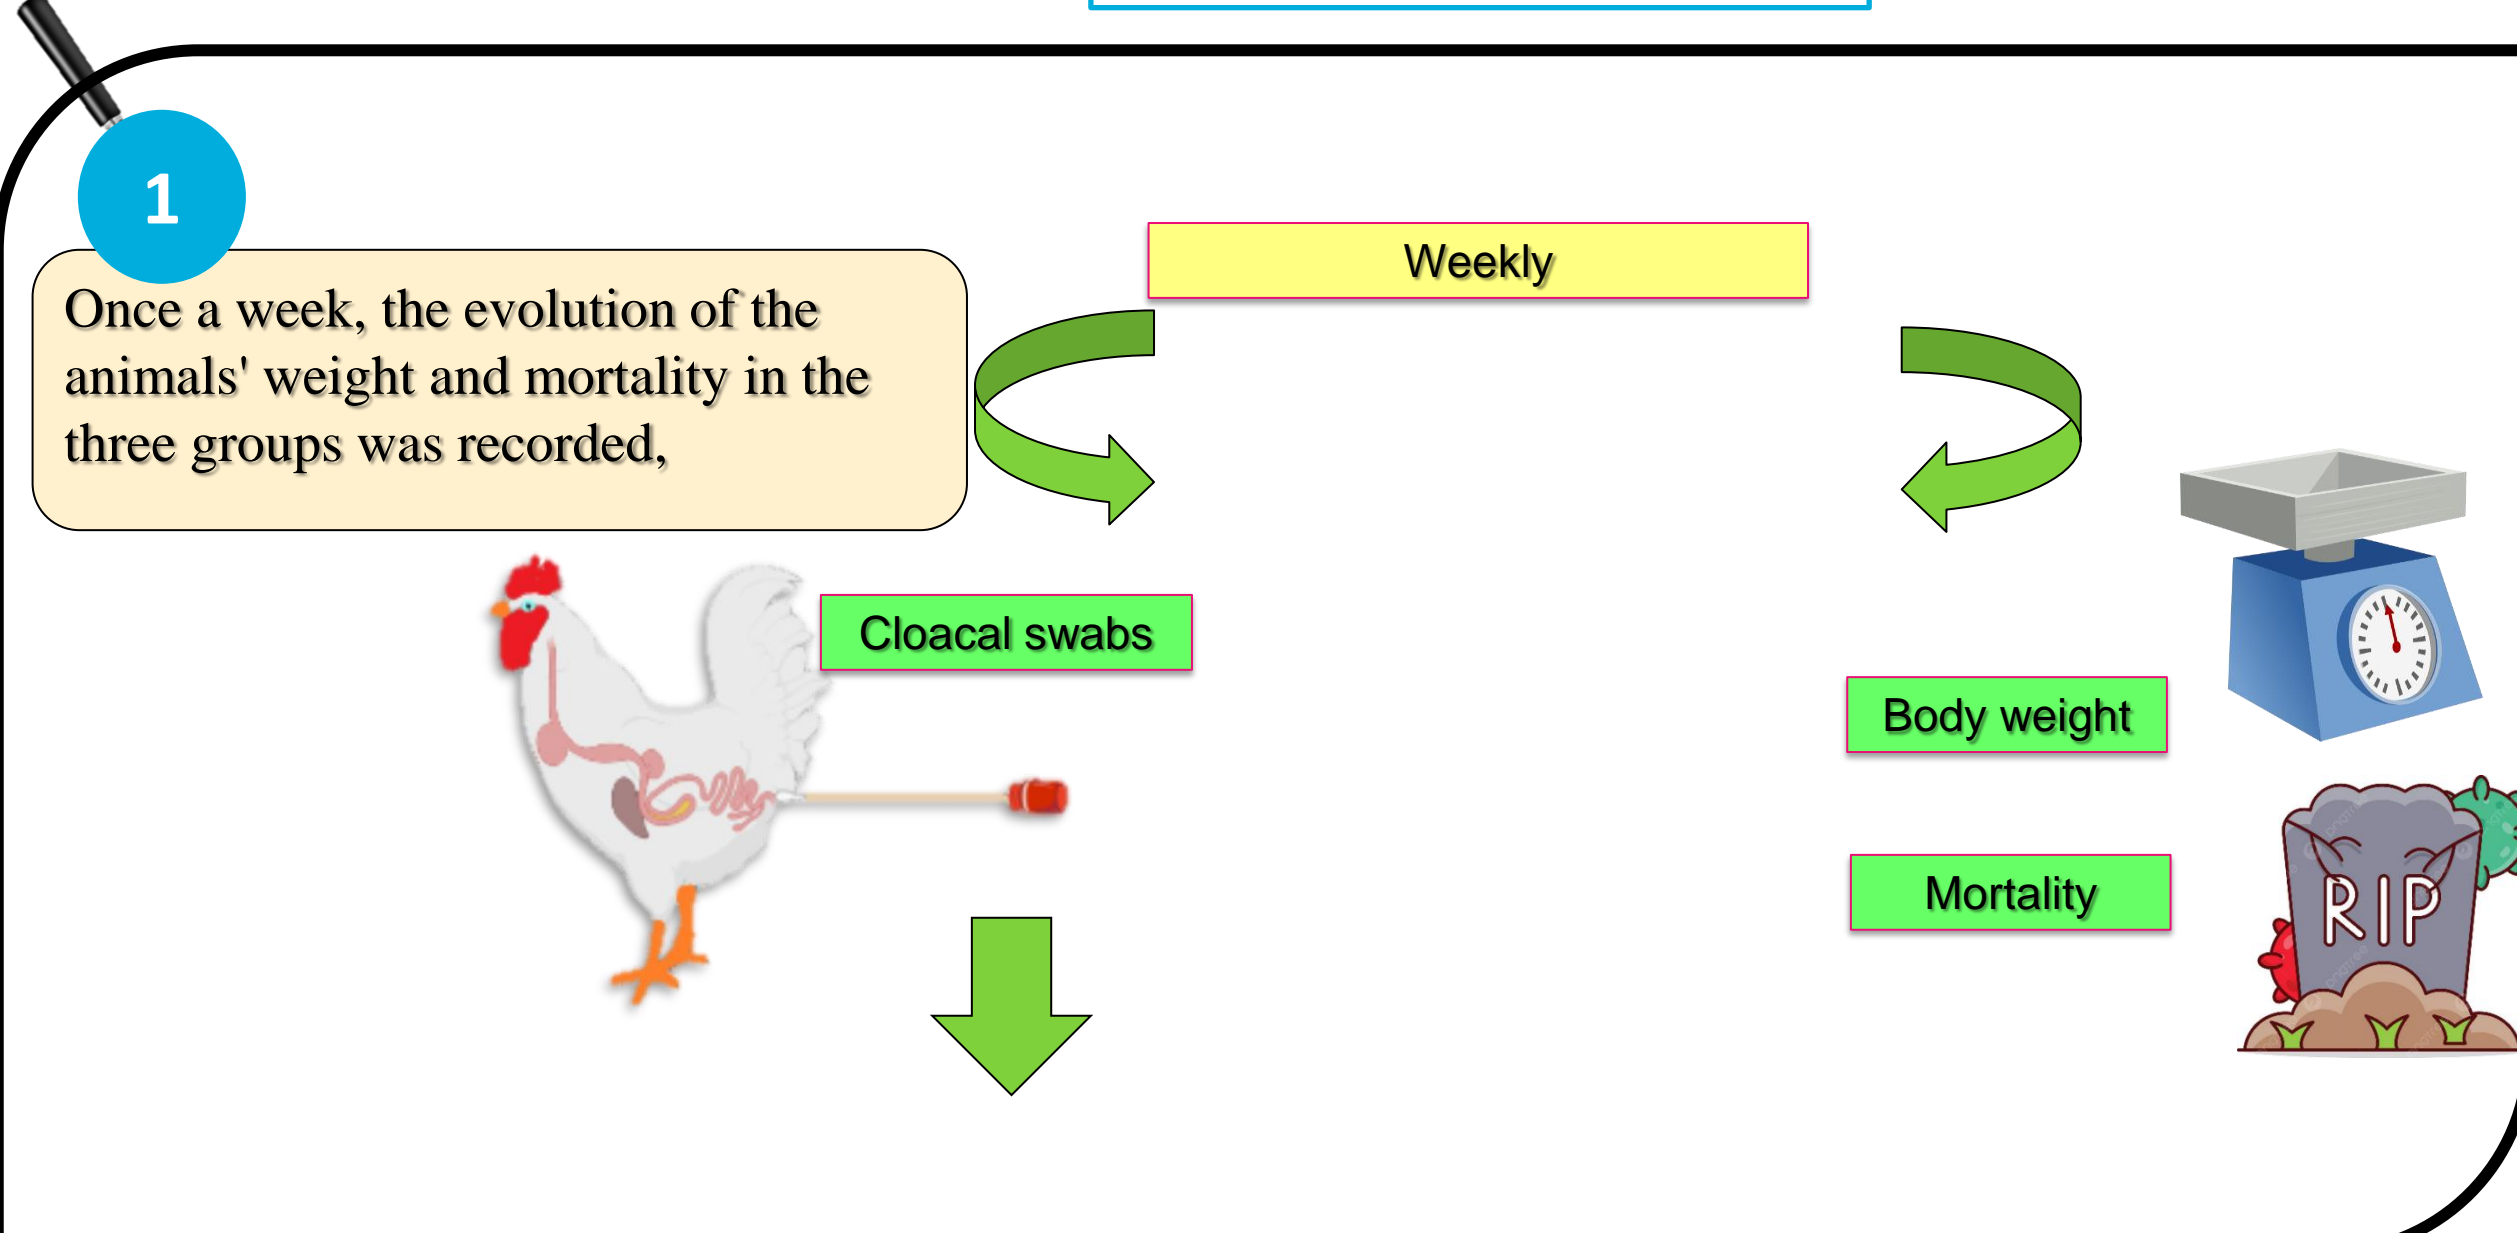 1
Once a week, the evolution of the
animals' weight and mortality in the
three groups was recorded,
Weekly
Cloacal swabs
Body weight
Mortality
RIP